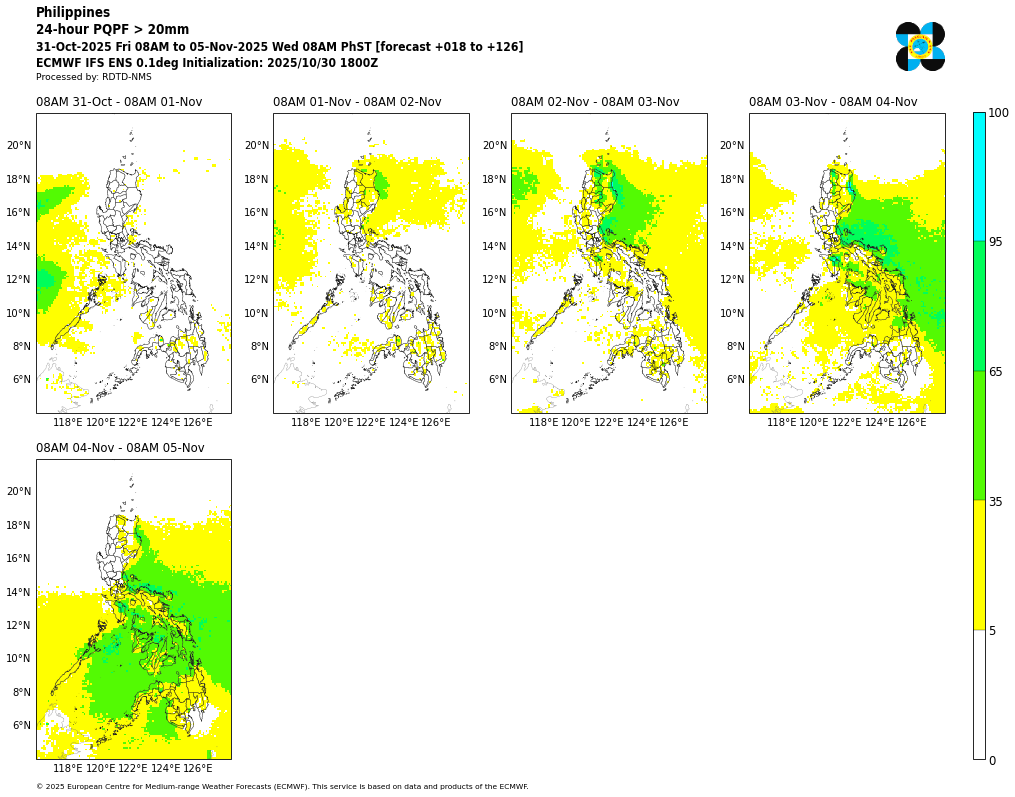 Philippines
24-hour PQPF > 20mm
31-Oct-2025 Fri 08AM to 05-Nov-2025 Wed 08AM PhST [forecast +018 to +126]
ECMWF IFS ENS 0.1deg Initialization: 2025/10/30 1800Z
Processed by: RDTD-NMS
08AM 31-Oct - 08AM 01-Nov
08AM 01-Nov - 08AM 02-Nov
08AM 02-Nov - 08AM 03-Nov
08AM 03-Nov - 08AM 04-Nov
20°N
18°N
16°N
14°N
12°N
10°N
8°N
6°N
118°E 120°E 122°E 124°E 126°E
20°N
18°N
16°N
14°N
12°N
10°N
8°N
6°N
118°E 120°E 122°E 124°E 126°E
20°N
18°N
16°N
14°N
12°N
10°N
8°N
6°N
118°E 120°E 122°E 124°E 126°E
20°N
18°N
16°N
14°N
12°N
10°N
8°N
6°N
118°E 120°E 122°E 124°E 126°E
100
95
65
35
5
0
08AM 04-Nov - 08AM 05-Nov
20°N
18°N
16°N
14°N
12°N
10°N
8°N
6°N
118°E 120°E 122°E 124°E 126°E
© 2025 European Centre for Medium-range Weather Forecasts (ECMWF). This service is based on data and products of the ECMWF.